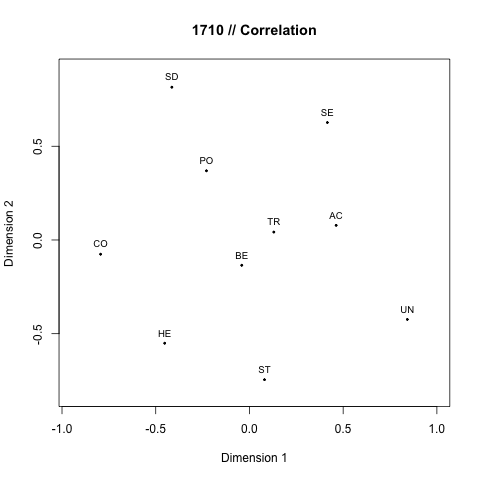 1710 // Correlation
SD
SE
PO
AC
TR
CO
BE
UN
HE
ST
0.5
0.0
-0.5
Dimension 2
-1.0 -0.5 0.0 0.5 1.0
Dimension 1